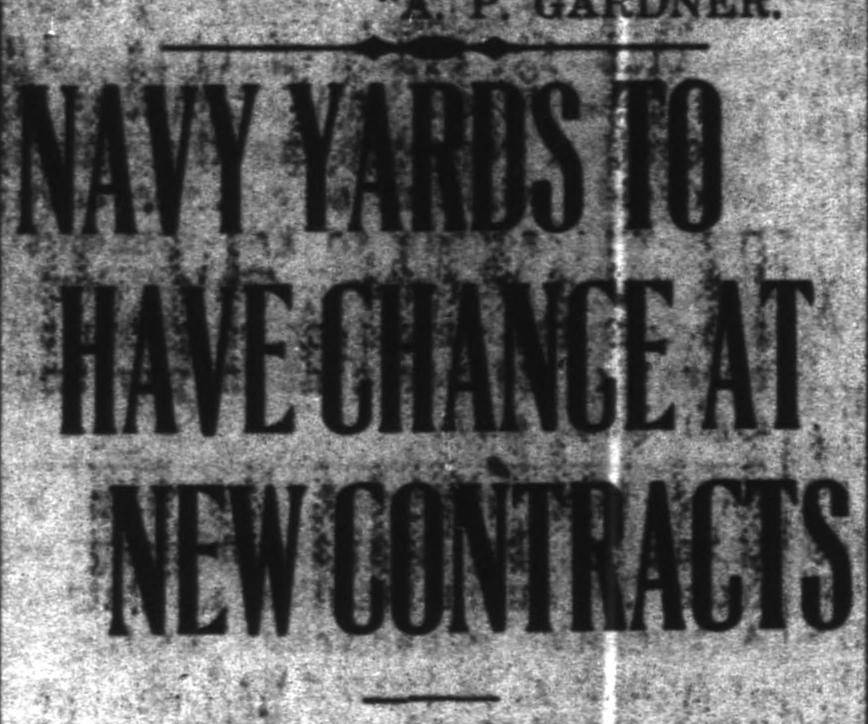 A. P. GARDNER.
NAVY YARDS TO
HAVE CHANCE AT
NEW CONTRACTS